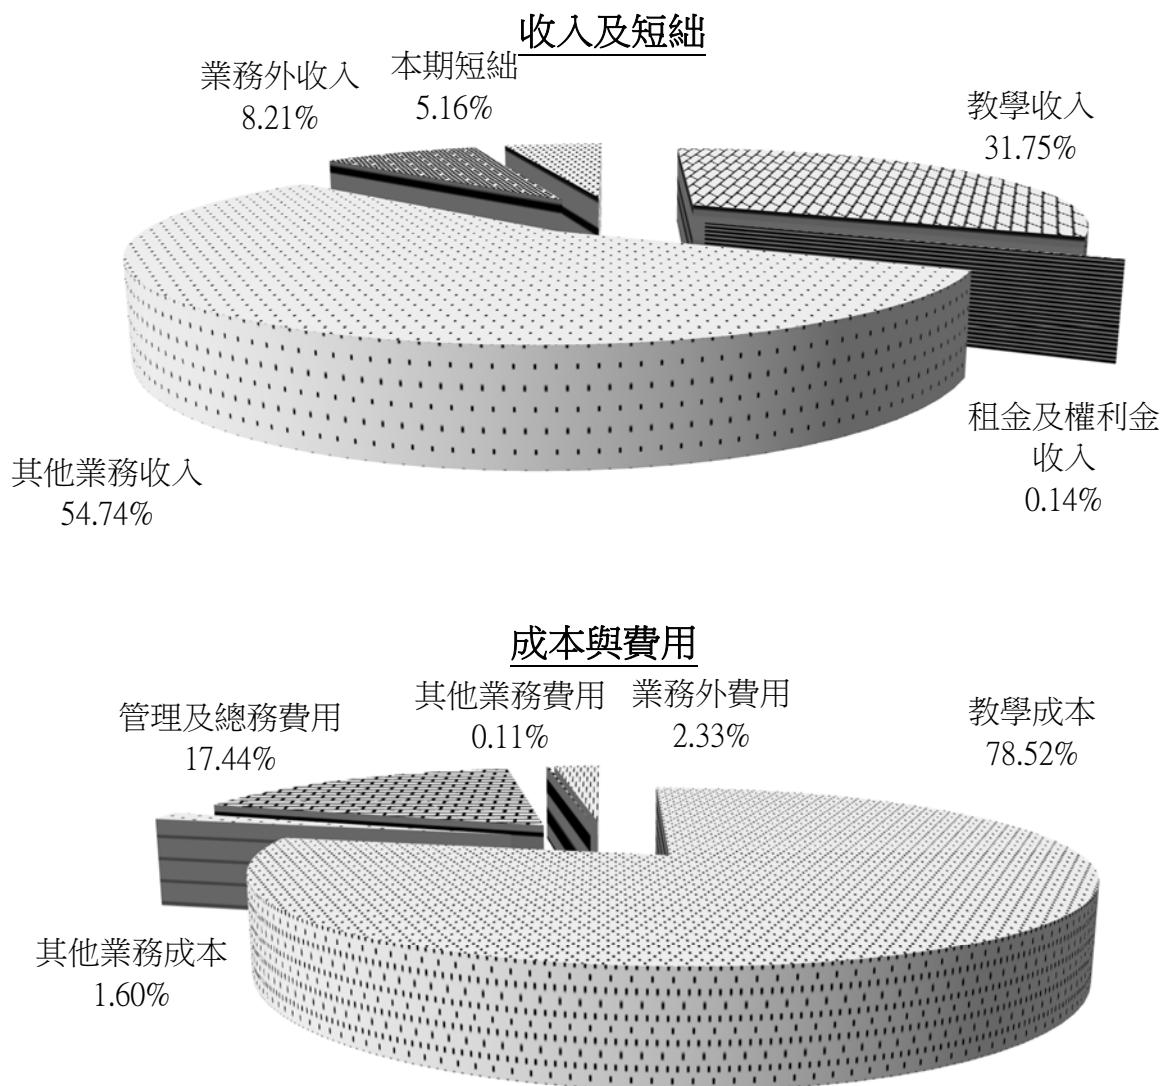 收入及短絀
業務外收入
8.21%
本期短絀
5.16%
教學收入
31.75%
其他業務收入
54.74%
租金及權利金
收入
0.14%
成本與費用
管理及總務費用
17.44%
其他業務費用
0.11%
業務外費用
2.33%
教學成本
78.52%
其他業務成本
1.60%